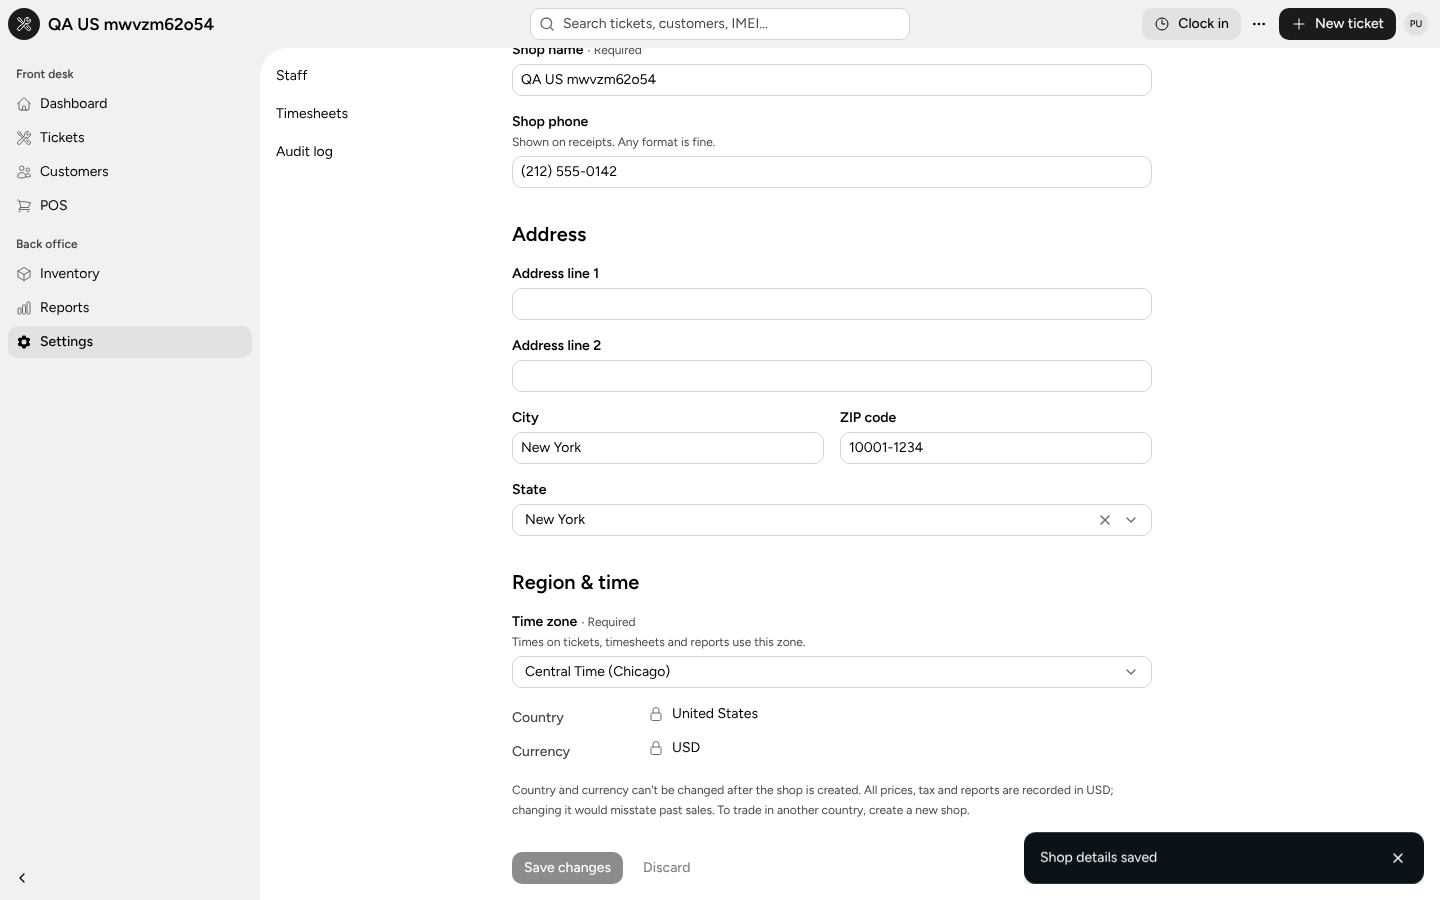 QA US mwvzm62o54
Search tickets, customers, IMEI...
Clock in
New ticket
PU
Front desk
Dashboard
Tickets
Customers
POS
Back office
Inventory
Reports
Settings
Staff
Timesheets
Audit log
Shop name · Required
QA US mwvzm62o54
Shop phone
Shown on receipts. Any format is fine.
(212) 555-0142
Address
Address line 1
Address line 2
City
ZIP code
New York
10001-1234
State
New York
Region & time
Time zone · Required
Times on tickets, timesheets and reports use this zone.
Central Time (Chicago)
Country
United States
Currency
USD
Country and currency can't be changed after the shop is created. All prices, tax and reports are recorded in USD;
changing it would misstate past sales. To trade in another country, create a new shop.
Save changes
Discard
Shop details saved